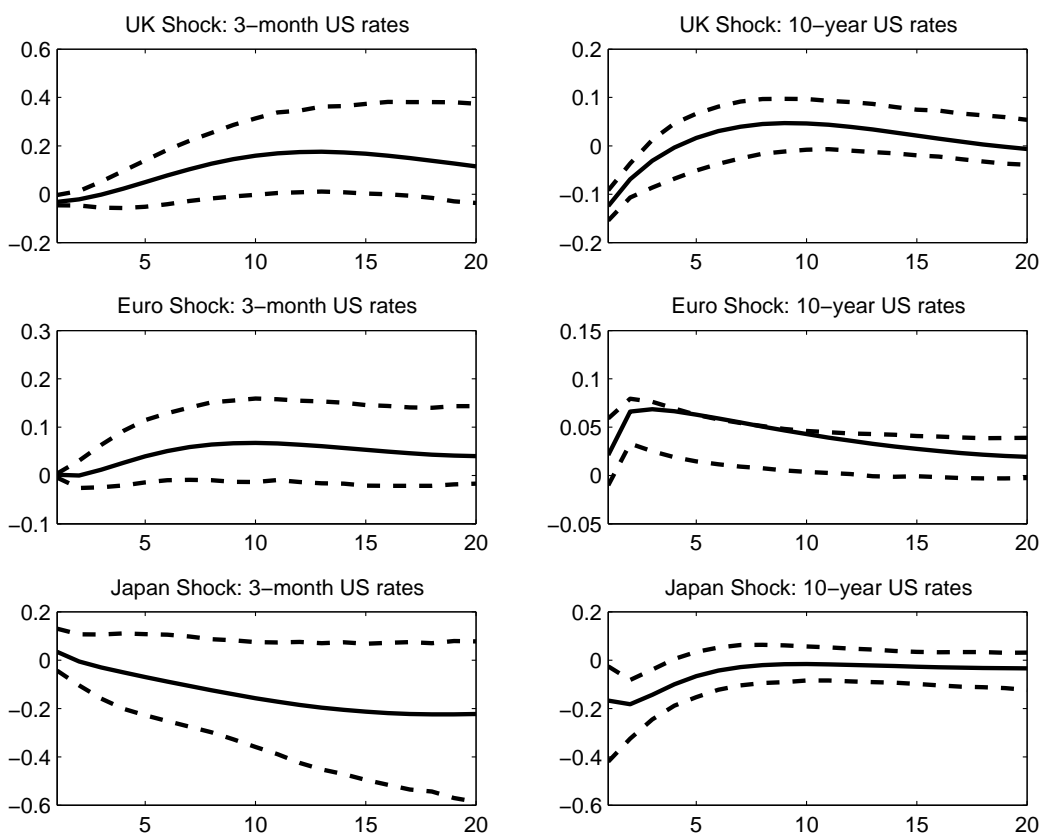 UK Shock: 3−month US rates
0.6
0.4
0.2
0
−0.2
5 10 15 20
UK Shock: 10−year US rates
0.2
0.1
0
−0.1
−0.2
5 10 15 20
Euro Shock: 3−month US rates
0.3
0.2
0.1
0
−0.1
5 10 15 20
Euro Shock: 10−year US rates
0.15
0.1
0.05
0
−0.05
5 10 15 20
Japan Shock: 3−month US rates
0.2
0
−0.2
−0.4
−0.6
5 10 15 20
Japan Shock: 10−year US rates
0.2
0
−0.2
−0.4
−0.6
5 10 15 20